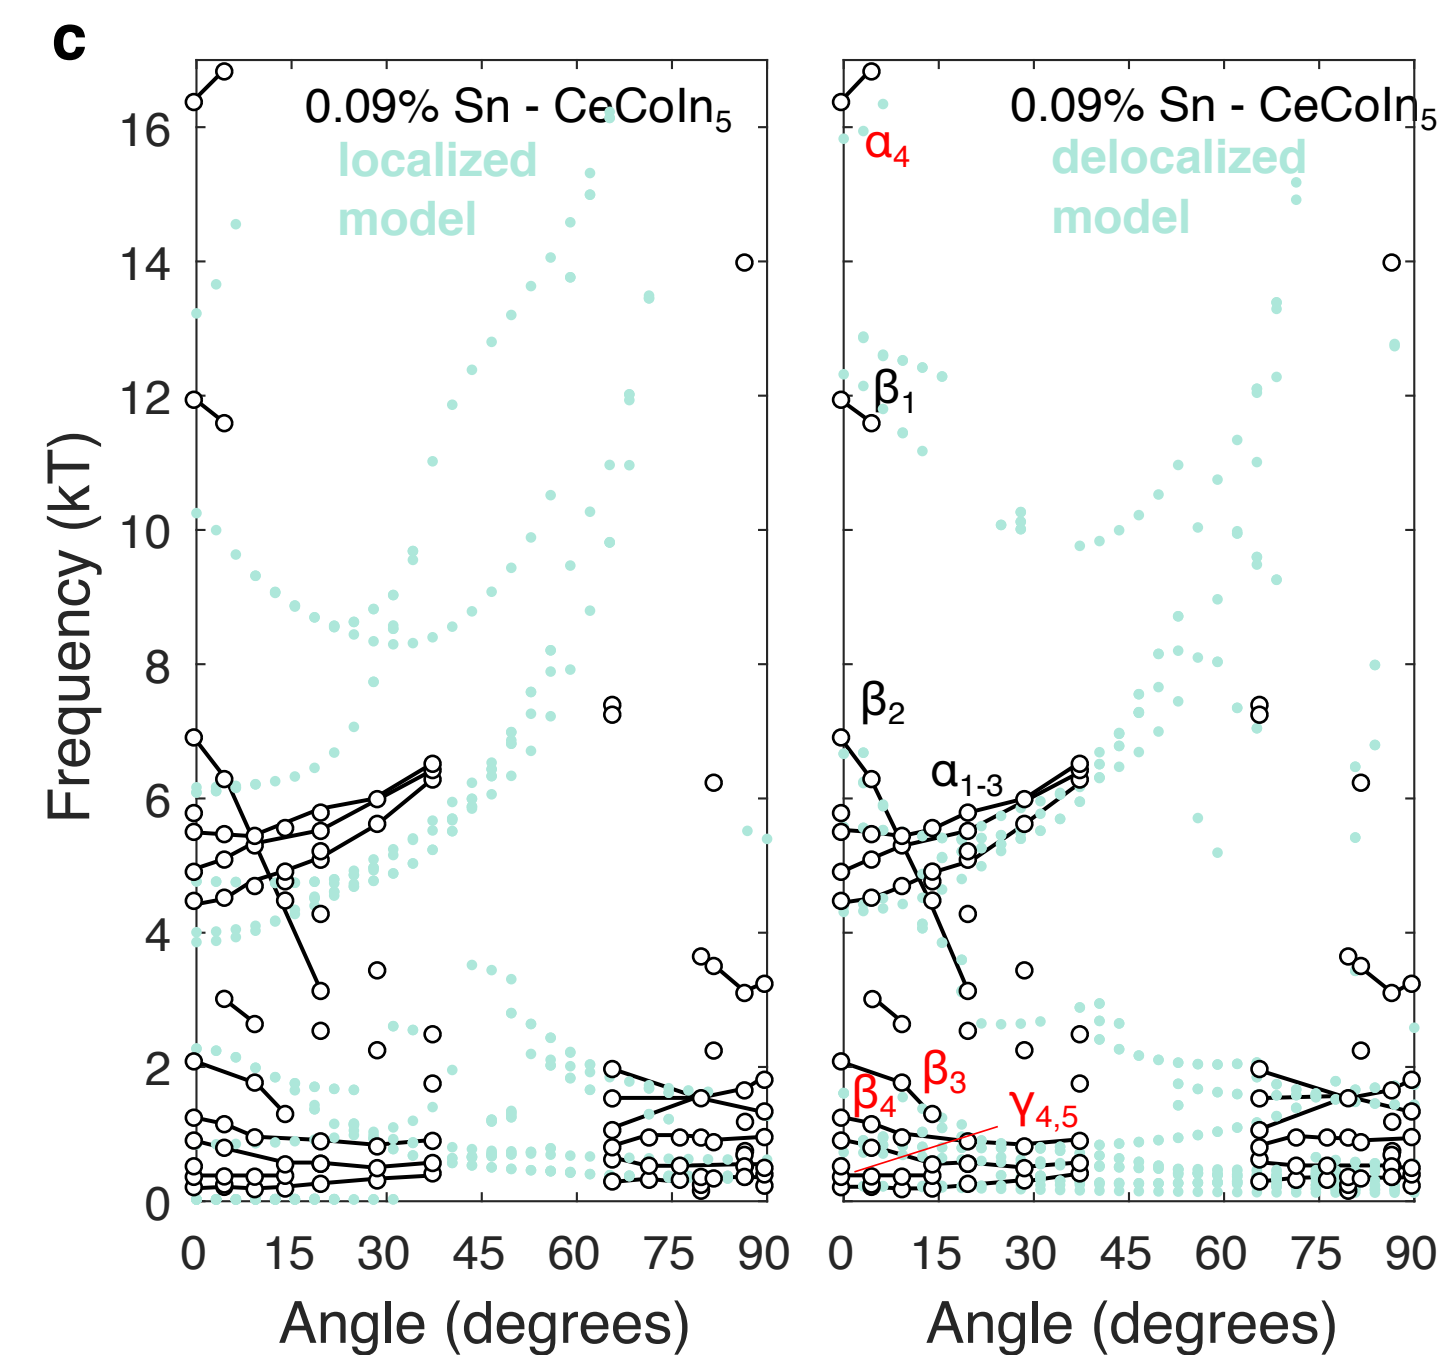 c
0.09% Sn - CeCoIn₅
localized
model
0.09% Sn - CeCoIn₅
delocalized
model
α₄
β₁
β₂
α₁₋₃
β₃
β₄
γ₄,₅
Frequency (kT)
16
14
12
10
8
6
4
2
0
0 15 30 45 60 75 90
0 15 30 45 60 75 90
Angle (degrees)
Angle (degrees)